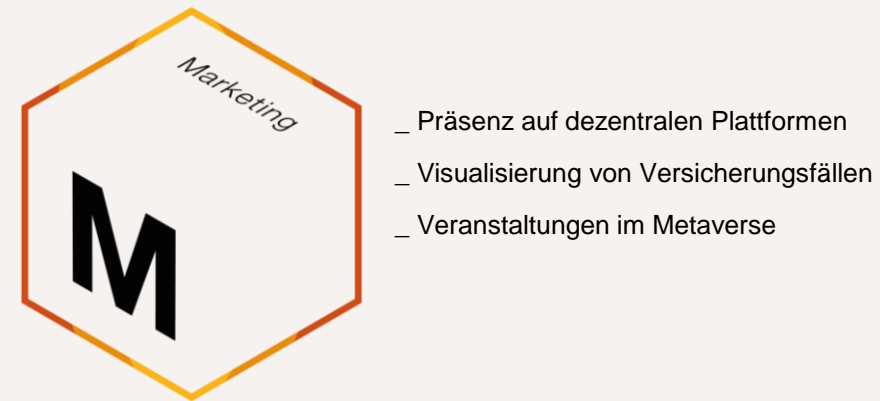 Marketing
M
_ Präsenz auf dezentralen Plattformen
_ Visualisierung von Versicherungsfällen
_ Veranstaltungen im Metaverse